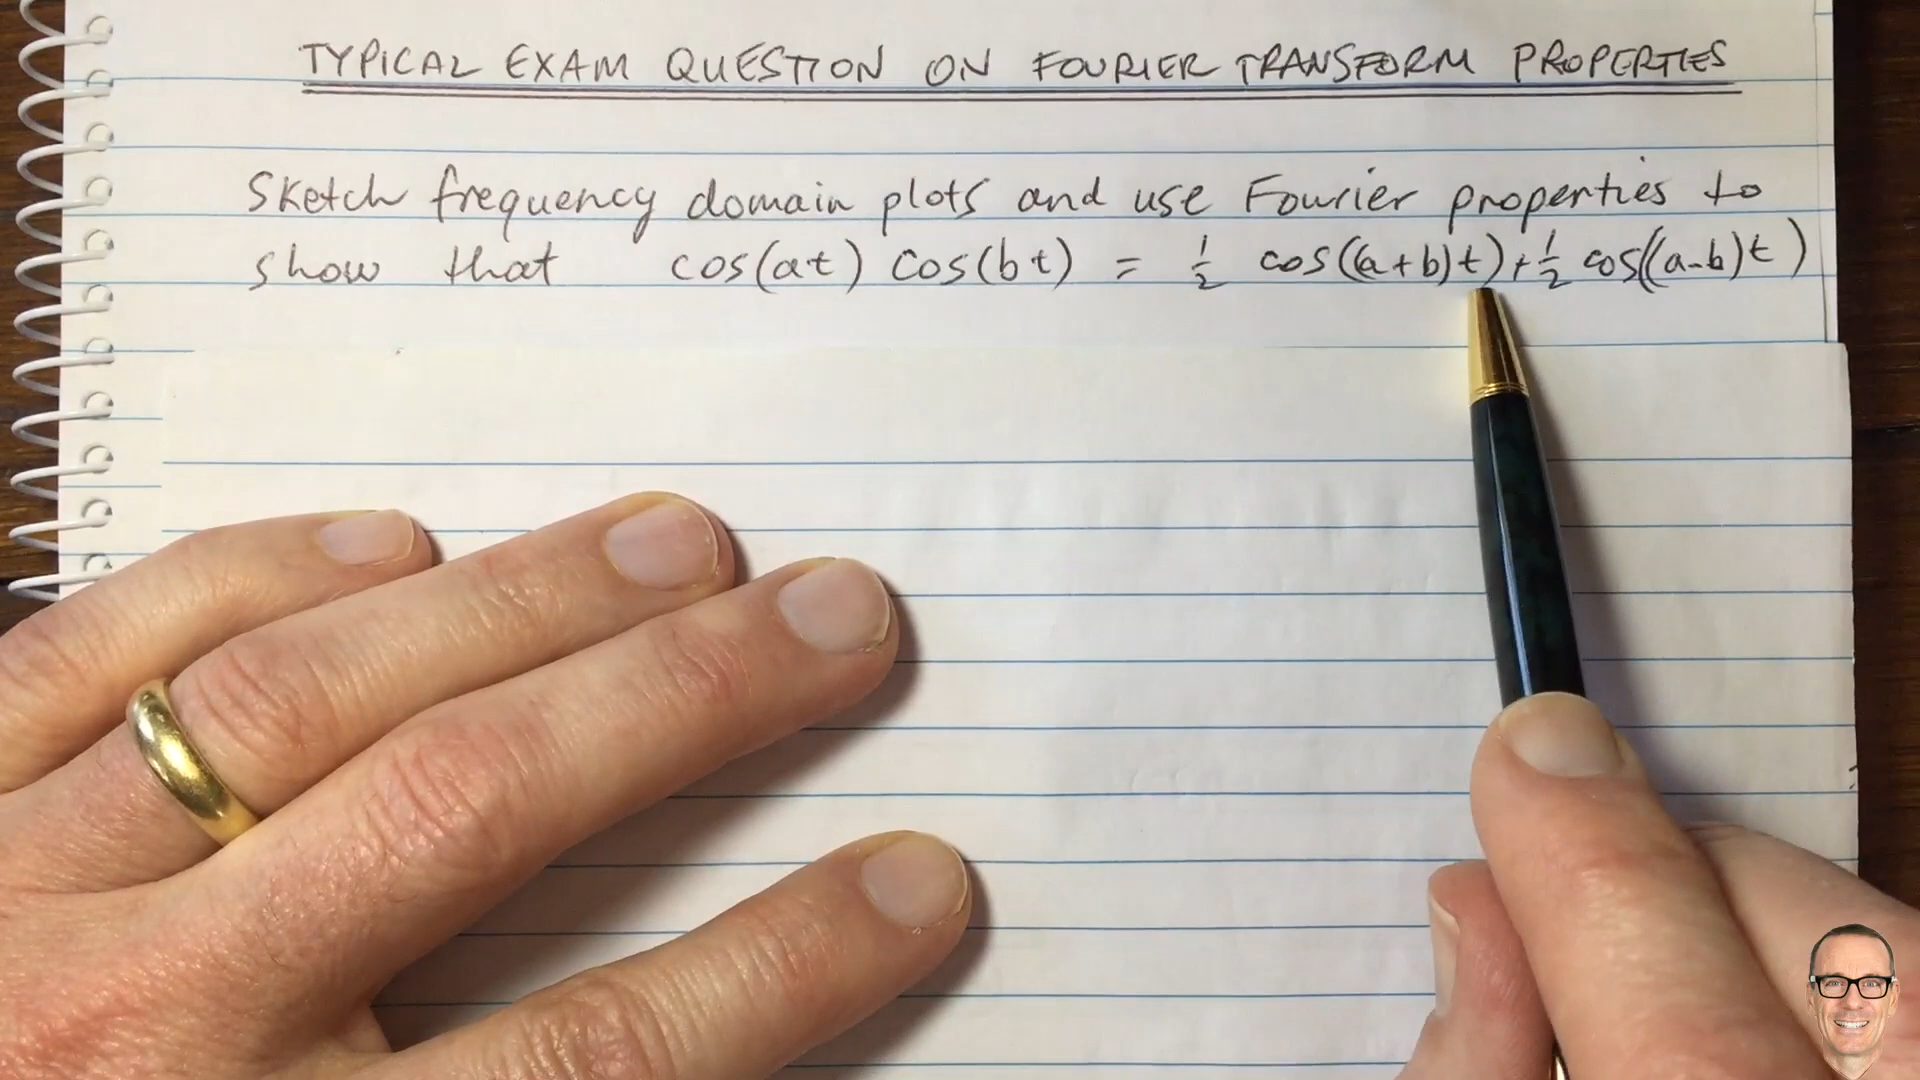 TYPICAL EXAM QUESTION ON FOURIER TRANSFORM PROPERTIES
Sketch frequency domain plots and use Fourier properties to
show that cos(at) cos(bt) = ½ cos((a+b)t)+½ cos((a-b)t)